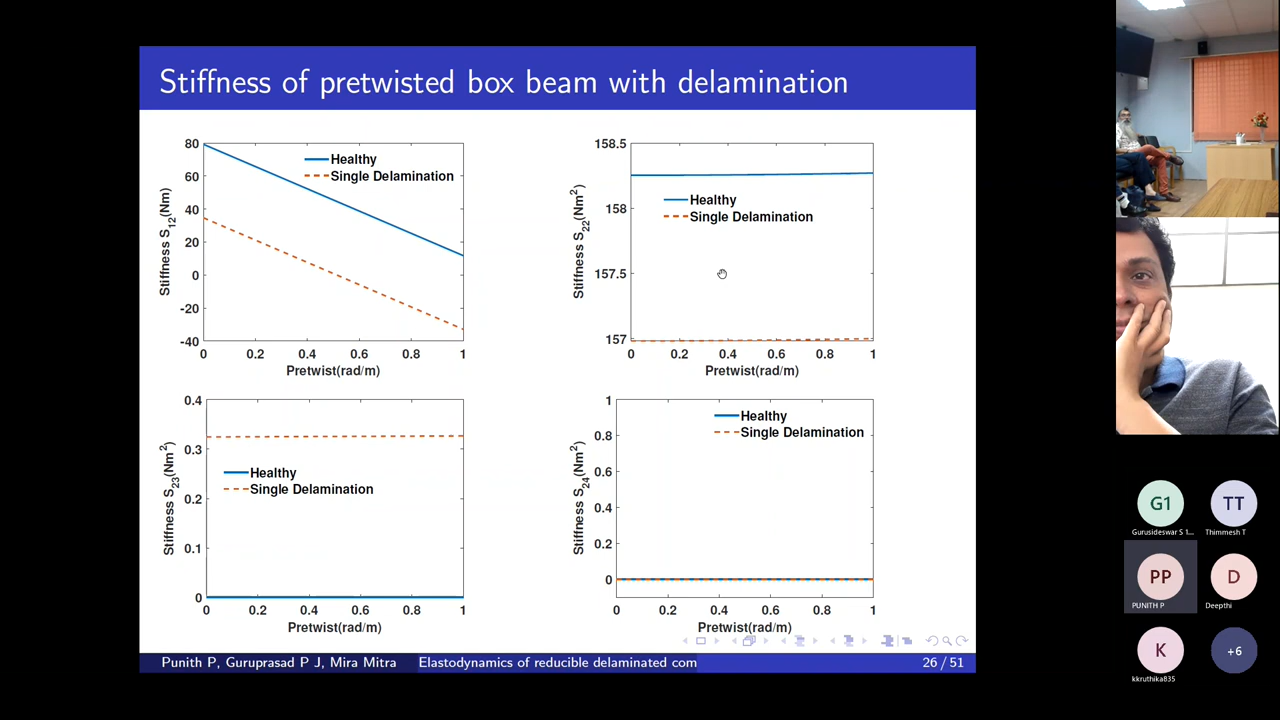 Stiffness of pretwisted box beam with delamination
80
60
40
20
0
-20
-40
Stiffness S12(Nm)
Healthy
Single Delamination
0 0.2 0.4 0.6 0.8 1
Pretwist(rad/m)
158.5
158
157.5
157
Stiffness S22(Nm2)
Healthy
Single Delamination
0 0.2 0.4 0.6 0.8 1
Pretwist(rad/m)
0.4
0.3
0.2
0.1
0
Stiffness S23(Nm2)
Healthy
Single Delamination
0 0.2 0.4 0.6 0.8 1
Pretwist(rad/m)
1
0.8
0.6
0.4
0.2
0
Stiffness S24(Nm2)
Healthy
Single Delamination
0 0.2 0.4 0.6 0.8 1
Pretwist(rad/m)
Punith P, Guruprasad P J, Mira Mitra Elastodynamics of reducible delaminated com 26 / 51
G1
Gurusideswar S 1...
TT
Thimmesh T
PP
PUNITH P
D
Deepthi
K
kkruthika835
+6